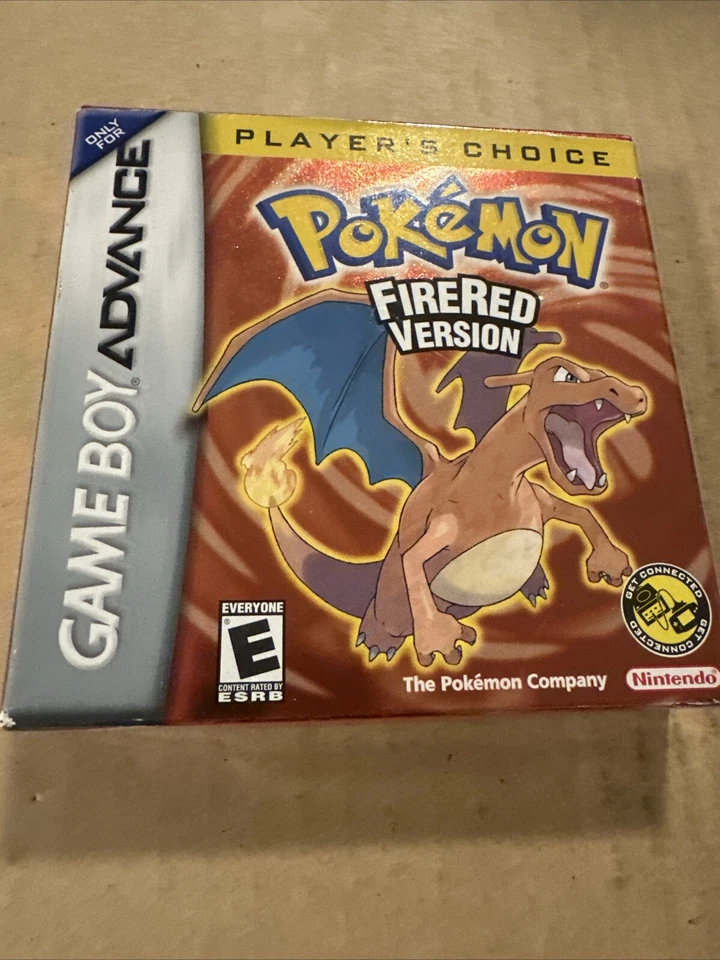 ONLY
FOR
GAME BOY ADVANCE
PLAYER'S CHOICE
POKéMON
FIRERED
VERSION
EVERYONE
E
CONTENT RATED BY
ESRB
The Pokémon Company
GET CONNECTED
GET CONNECTED
Nintendo®